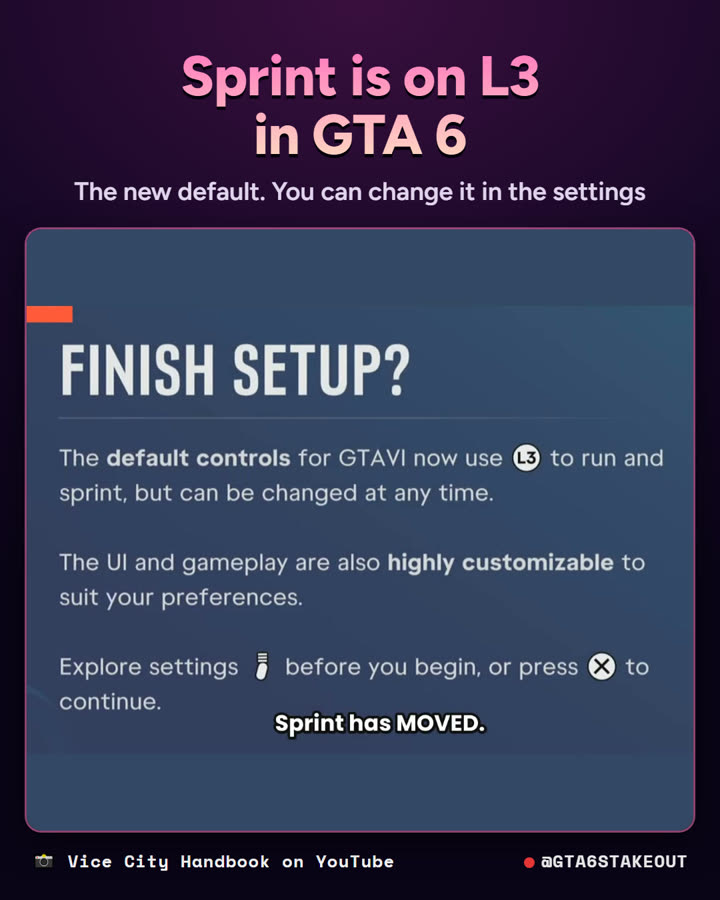 Sprint is on L3
in GTA 6
The new default. You can change it in the settings
FINISH SETUP?
The default controls for GTAVI now use L3 to run and
sprint, but can be changed at any time.
The UI and gameplay are also highly customizable to
suit your preferences.
Explore settings before you begin, or press to
continue.
Sprint has MOVED.
Vice City Handbook on YouTube
@GTA6STAKEOUT